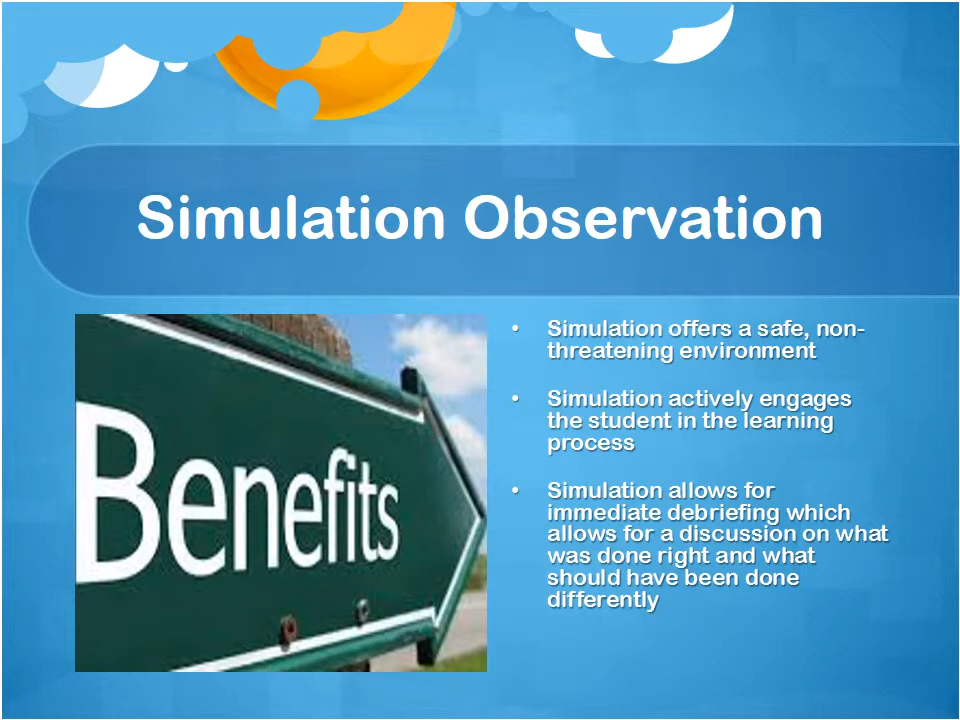 Simulation Observation
Benefits
• Simulation offers a safe, non-
threatening environment
• Simulation actively engages
the student in the learning
process
• Simulation allows for
immediate debriefing which
allows for a discussion on what
was done right and what
should have been done
differently